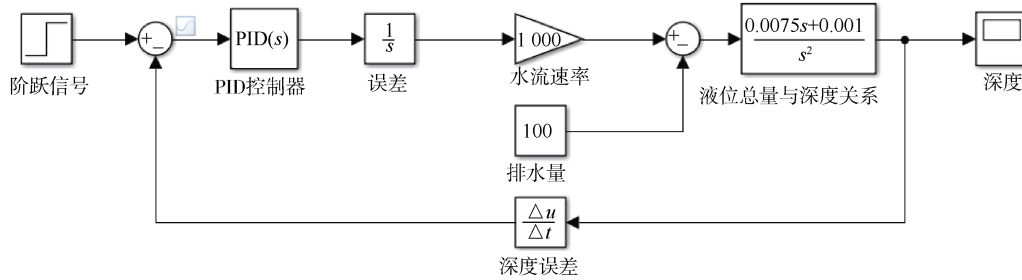 阶跃信号
+
−
PID(s)
PID控制器
1
s
误差
1 000
水流速率
+
−
0.0075s+0.001
s²
液位总量与深度关系
深度
100
排水量
△u
△t
深度误差